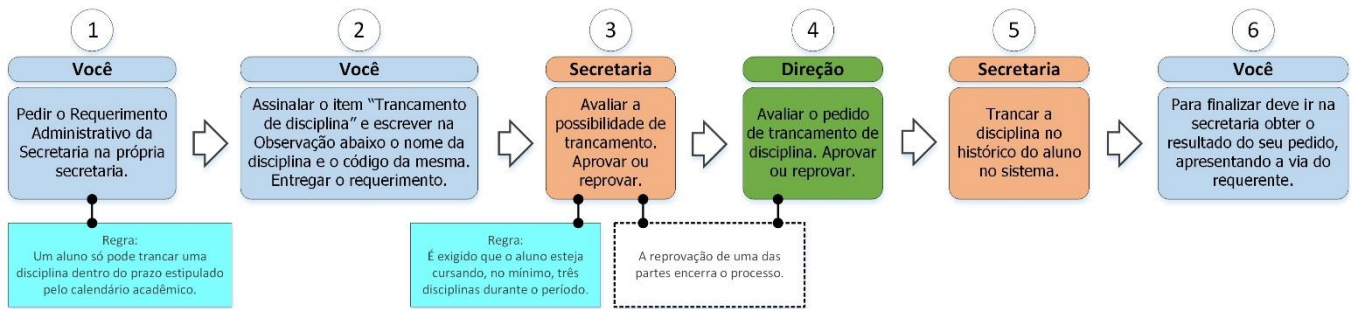 1
Você
Pedir o Requerimento
Administrativo da
Secretaria na própria
secretaria.
Regra:
Um aluno só pode trancar uma
disciplina dentro do prazo estipulado
pelo calendário acadêmico.
2
Você
Assinalar o item “Trancamento
de disciplina” e escrever na
Observação abaixo o nome da
disciplina e o código da mesma.
Entregar o requerimento.
3
Secretaria
Avaliar a
possibilidade de
trancamento.
Aprovar ou
reprovar.
Regra:
É exigido que o aluno esteja
cursando, no mínimo, três
disciplinas durante o período.
4
Direção
Avaliar o pedido
de trancamento de
disciplina. Aprovar
ou reprovar.
A reprovação de uma das
partes encerra o processo.
5
Secretaria
Trancar a
disciplina no
histórico do aluno
no sistema.
6
Você
Para finalizar deve ir na
secretaria obter o
resultado do seu pedido,
apresentando a via do
requerente.